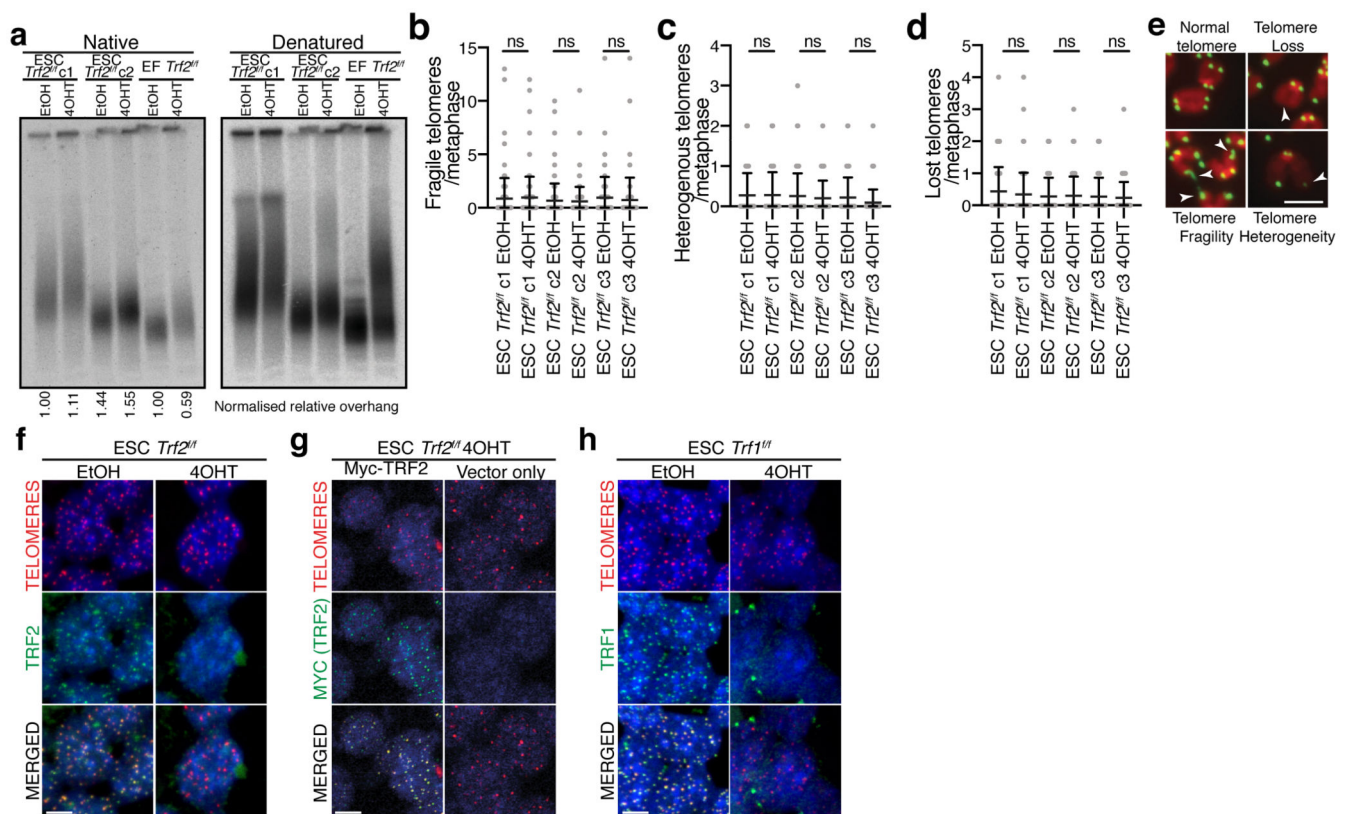 a
Native
Denatured
ESC Trf2f/f c1
ESC Trf2f/f c2
EF Trf2f/f
ESC Trf2f/f c1
ESC Trf2f/f c2
EF Trf2f/f
EtOH
4OHT
EtOH
4OHT
EtOH
4OHT
EtOH
4OHT
EtOH
4OHT
EtOH
4OHT
1.00
1.11
1.44
1.55
1.00
0.59
Normalised relative overhang
b
ns
ns
ns
Fragile telomeres
/metaphase
15
10
5
0
ESC Trf2f/f c1 EtOH
ESC Trf2f/f c1 4OHT
ESC Trf2f/f c2 EtOH
ESC Trf2f/f c2 4OHT
ESC Trf2f/f c3 EtOH
ESC Trf2f/f c3 4OHT
c
ns
ns
ns
Heterogenous telomeres
/metaphase
4
3
2
1
0
ESC Trf2f/f c1 EtOH
ESC Trf2f/f c1 4OHT
ESC Trf2f/f c2 EtOH
ESC Trf2f/f c2 4OHT
ESC Trf2f/f c3 EtOH
ESC Trf2f/f c3 4OHT
d
ns
ns
ns
Lost telomeres
/metaphase
5
4
3
2
1
0
ESC Trf2f/f c1 EtOH
ESC Trf2f/f c1 4OHT
ESC Trf2f/f c2 EtOH
ESC Trf2f/f c2 4OHT
ESC Trf2f/f c3 EtOH
ESC Trf2f/f c3 4OHT
e
Normal
telomere
Telomere
Loss
Telomere
Fragility
Telomere
Heterogeneity
f
ESC Trf2f/f
EtOH
4OHT
TELOMERES
TRF2
MERGED
g
ESC Trf2f/f 4OHT
Myc-TRF2
Vector only
TELOMERES
MYC (TRF2)
MERGED
h
ESC Trf1f/f
EtOH
4OHT
TELOMERES
TRF1
MERGED